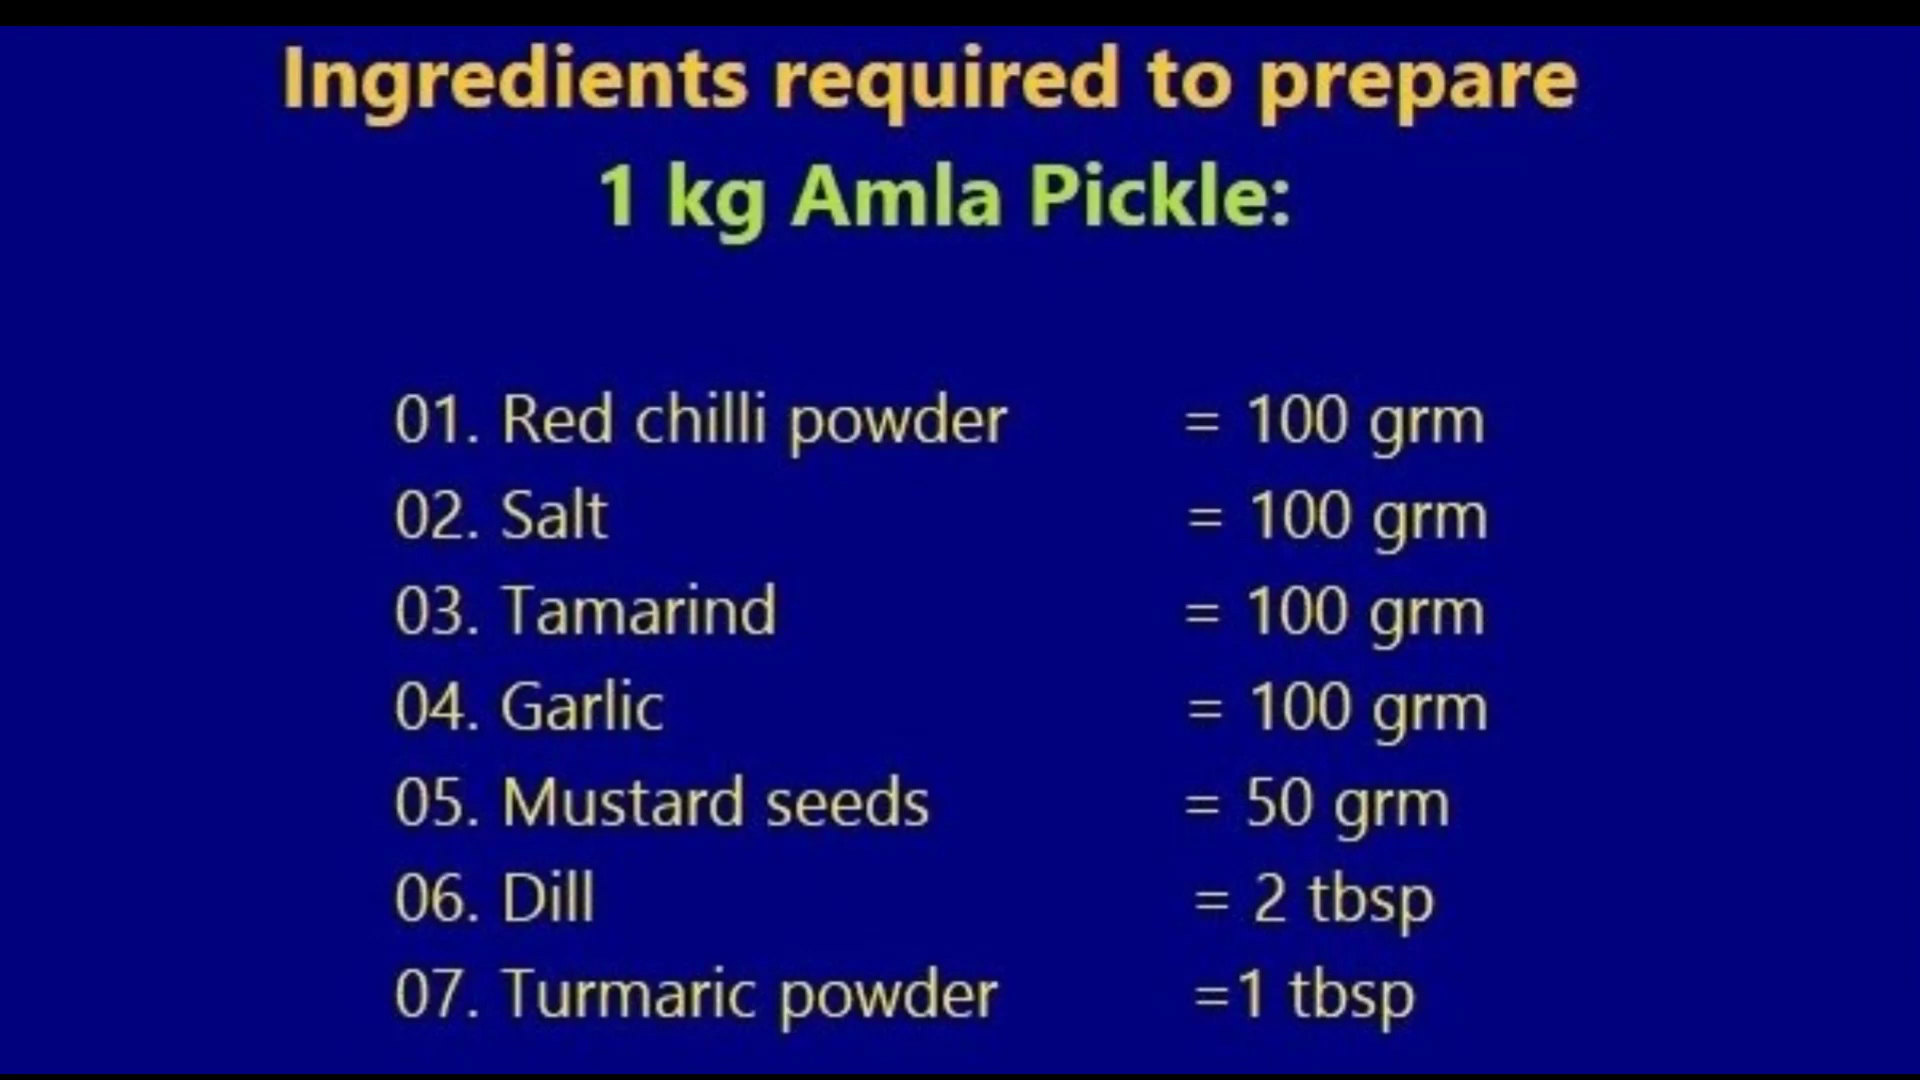 Ingredients required to prepare
1 kg Amla Pickle:
01. Red chilli powder = 100 grm
02. Salt = 100 grm
03. Tamarind = 100 grm
04. Garlic = 100 grm
05. Mustard seeds = 50 grm
06. Dill = 2 tbsp
07. Turmaric powder =1 tbsp